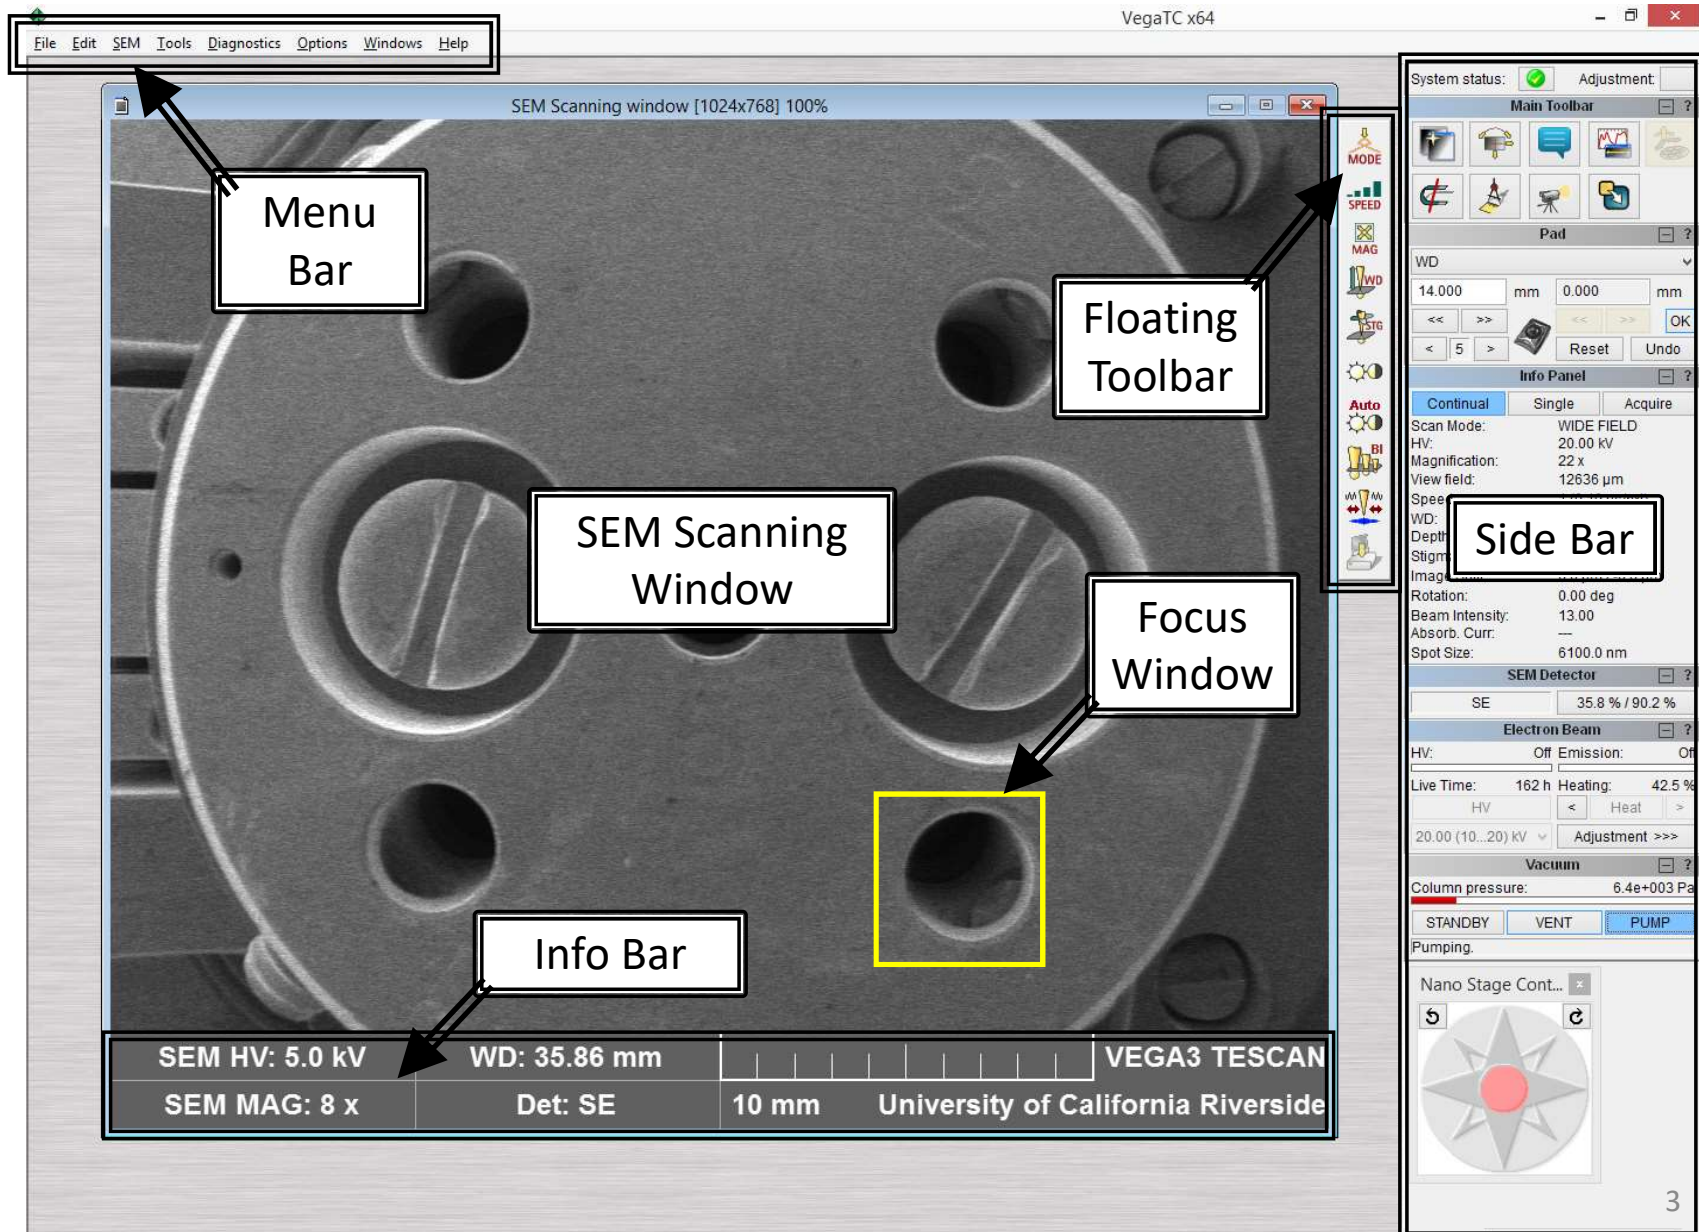 VegaTC x64
File Edit SEM Tools Diagnostics Options Windows Help
SEM Scanning window [1024x768] 100%
Menu
Bar
Floating
Toolbar
SEM Scanning
Window
Focus
Window
Info Bar
Side Bar
MODE
SPEED
MAG
WD
STG
Auto
BI
SEM HV: 5.0 kV WD: 35.86 mm VEGA3 TESCAN
SEM MAG: 8 x Det: SE 10 mm University of California Riverside
System status: Adjustment:
Main Toolbar ?
Pad ?
WD
14.000 mm 0.000 mm
<< >> << >> OK
< 5 > Reset Undo
Info Panel ?
Continual Single Acquire
Scan Mode: WIDE FIELD
HV: 20.00 kV
Magnification: 22 x
View field: 12636 µm
WD:
Rotation: 0.00 deg
Beam Intensity: 13.00
Absorb. Curr: ---
Spot Size: 6100.0 nm
SEM Detector ?
SE 35.8 % / 90.2 %
Electron Beam ?
HV: Off Emission: Off
Live Time: 162 h Heating: 42.5 %
HV < Heat >
20.00 (10...20) kV Adjustment >>>
Vacuum ?
Column pressure: 6.4e+003 Pa
STANDBY VENT PUMP
Pumping.
Nano Stage Cont...
3